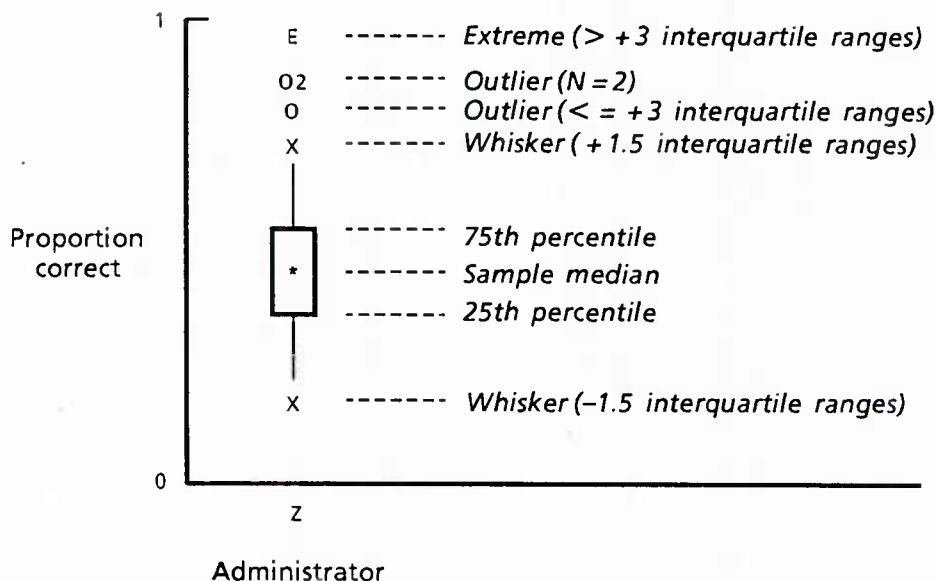 1
E ------- Extreme (> +3 interquartile ranges)
O2 ------- Outlier (N = 2)
O ------- Outlier (< = +3 interquartile ranges)
X ------- Whisker ( + 1.5 interquartile ranges)
------- 75th percentile
Proportion
correct
* ------- Sample median
------- 25th percentile
X ------- Whisker (–1.5 interquartile ranges)
0
Z
Administrator